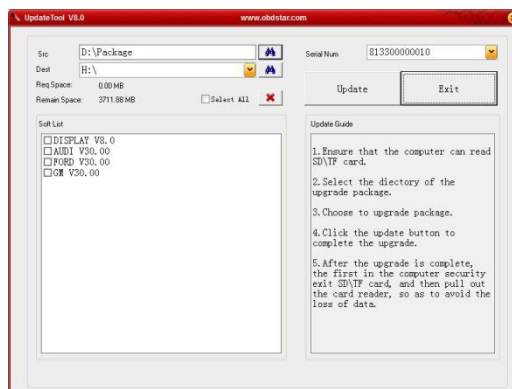 UpdateTool V8.0
www.obdstar.com
Src
D:\Package
Dest
H:\
Req Space:
0.00 MB
Remain Space:
3711.88 MB
Select All
Serial Num
813300000010
Update
Exit
Soft List
DISPLAY V8.0
AUDI V30.00
FORD V30.00
GM V30.00
Update Guide
1.Ensure that the computer can read
SD\TF card.
2.Select the diectory of the
upgrade package.
3.Choose to upgrade package.
4.Click the update button to
complete the upgrade.
5.After the upgrade is complete,
the first in the computer security
exit SD\TF card, and then pull out
the card reader, so as to avoid the
loss of data.